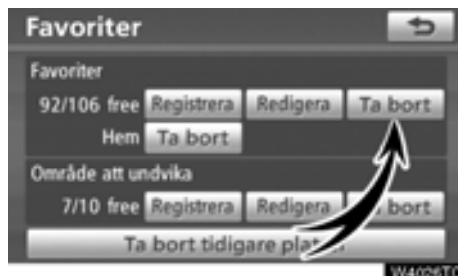 Favoriter
Favoriter
92/106 free Registrera Redigera Ta bort
Hem Ta bort
Område att undvika
7/10 free Registrera Redigera bort
Ta bort tidigare